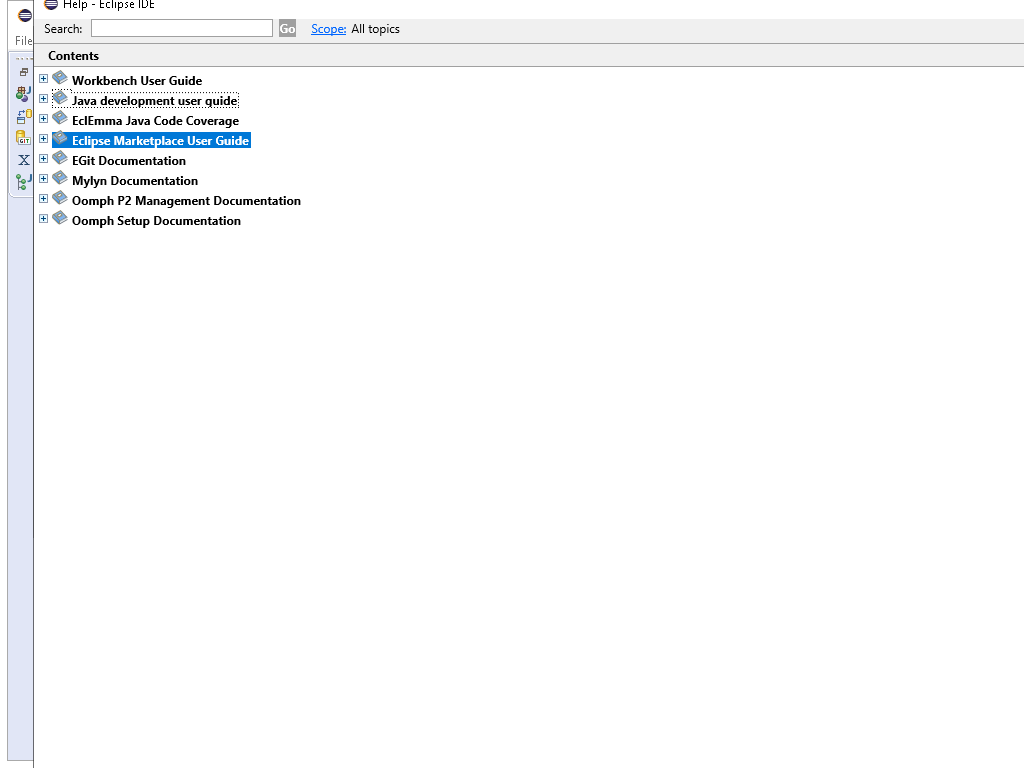 Help - Eclipse IDE
File
Search: Go Scope: All topics
Contents
Workbench User Guide
Java development user guide
EclEmma Java Code Coverage
Eclipse Marketplace User Guide
EGit Documentation
Mylyn Documentation
Oomph P2 Management Documentation
Oomph Setup Documentation
GIT
X